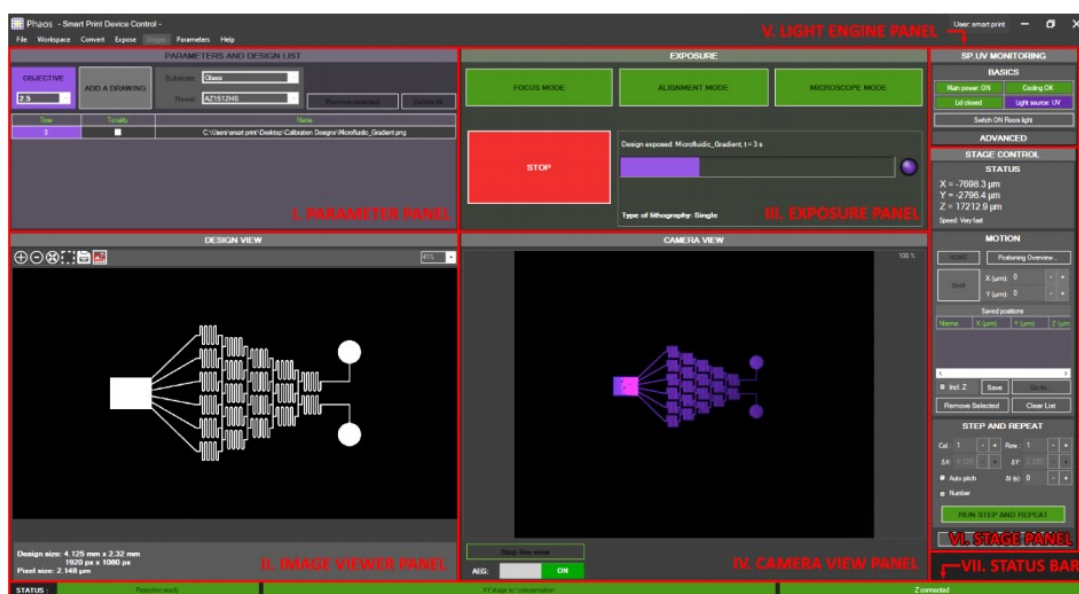 Phaos - Smart Print Device Control -
User: smart print
File Workspace Convert Expose Stages Parameters Help
V. LIGHT ENGINE PANEL
PARAMETERS AND DESIGN LIST
OBJECTIVE
2.5
ADD A DRAWING
Substrate: Glass
Resist: AZ1512HS
Remove selected Delete All
Time Tonality Name
3 C:\Users\smart print\Desktop\Calibration Designs\Microfluidic_Gradient.png
I. PARAMETER PANEL
EXPOSURE
FOCUS MODE ALIGNMENT MODE MICROSCOPE MODE
STOP
Design exposed: Microfluidic_Gradient, t = 3 s
Type of lithography: Single
III. EXPOSURE PANEL
DESIGN VIEW
41%
Design size: 4.125 mm x 2.32 mm
1920 px x 1080 px
Pixel size: 2.148 µm
II. IMAGE VIEWER PANEL
CAMERA VIEW
100 %
Stop live view
AEG: ON
IV. CAMERA VIEW PANEL
SP.UV MONITORING
BASICS
Main power: ON Cooling OK
Lid closed Light source: UV
Switch ON Room light
ADVANCED
STAGE CONTROL
STATUS
X = -7698.3 µm
Y = -2796.4 µm
Z = 17212.9 µm
Speed: Very fast
MOTION
HOME Positioning Overview...
Shift X (µm): 0 - +
Y (µm): 0 - +
Saved positions
Name X (µm) Y (µm) Z (µm
Incl. Z Save Go to...
Remove Selected Clear List
STEP AND REPEAT
Col.: 1 - + Row.: 1 - +
ΔX: ΔY:
Auto pitch Δt (s): 0 - +
Number
RUN STEP AND REPEAT
VI. STAGE PANEL
VII. STATUS BAR
STATUS : Projection ready XY stage w/ compensation Z connected